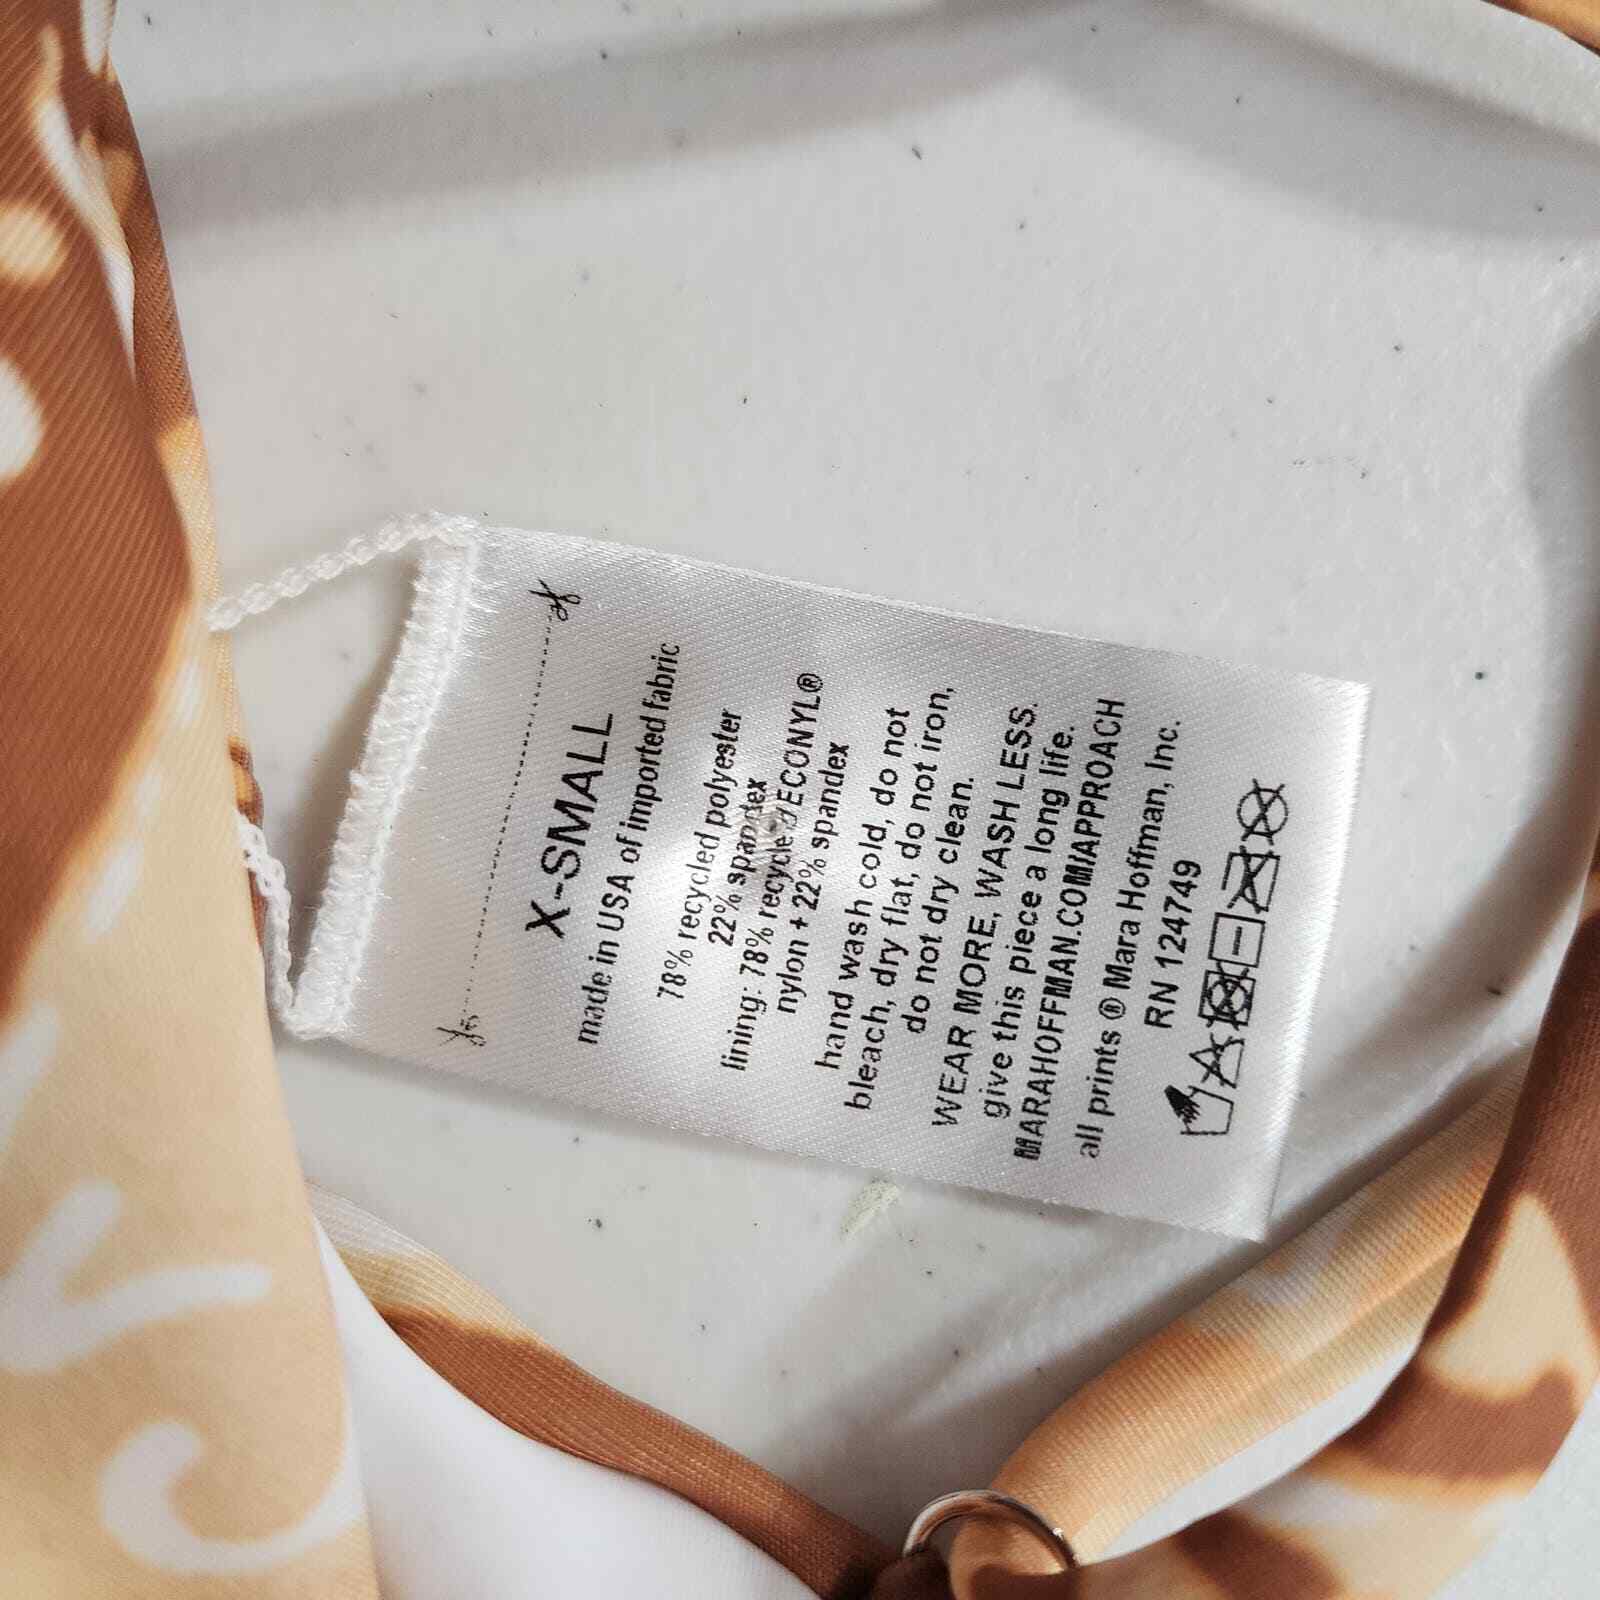 X-SMALL
made in USA of imported fabric
78% recycled polyester
22% spandex
lining: 78% recycled ECONYL®
nylon + 22% spandex
hand wash cold, do not
bleach, dry flat, do not iron,
do not dry clean.
WEAR MORE, WASH LESS.
give this piece a long life.
MARAHOFFMAN.COM/APPROACH
all prints ® Mara Hoffman, Inc.
RN 124749